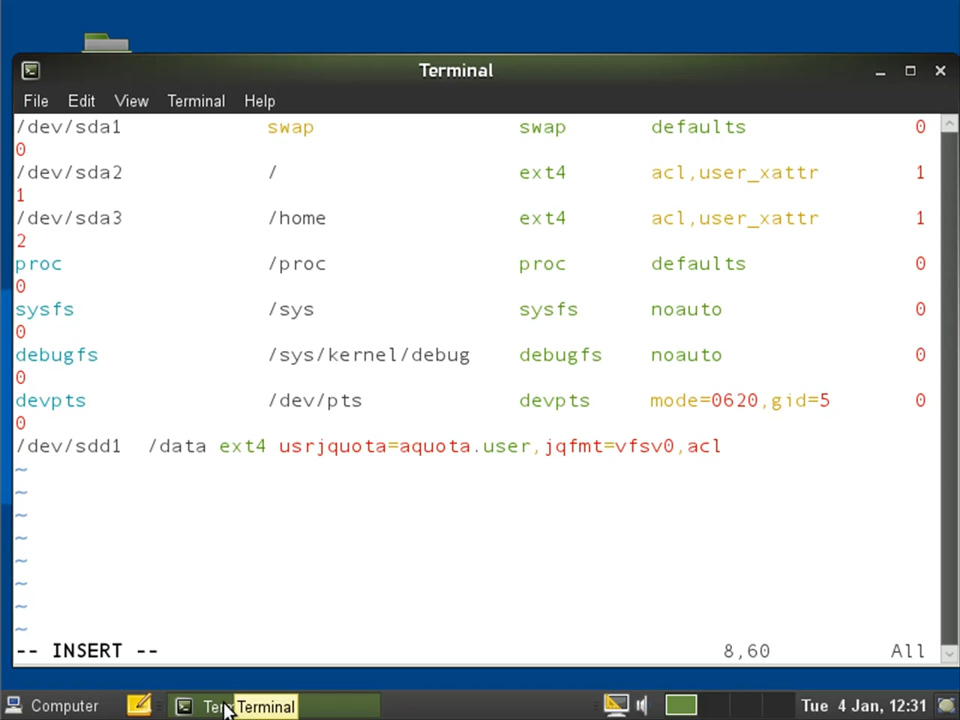 Terminal
File Edit View Terminal Help
/dev/sda1 swap swap defaults 0
0
/dev/sda2 / ext4 acl,user_xattr 1
1
/dev/sda3 /home ext4 acl,user_xattr 1
2
proc /proc proc defaults 0
0
sysfs /sys sysfs noauto 0
0
debugfs /sys/kernel/debug debugfs noauto 0
0
devpts /dev/pts devpts mode=0620,gid=5 0
0
/dev/sdd1 /data ext4 usrjquota=aquota.user,jqfmt=vfsv0,acl
~
~
~
~
~
~
~
~
-- INSERT -- 8,60 All
Computer Ter Terminal Tue 4 Jan, 12:31